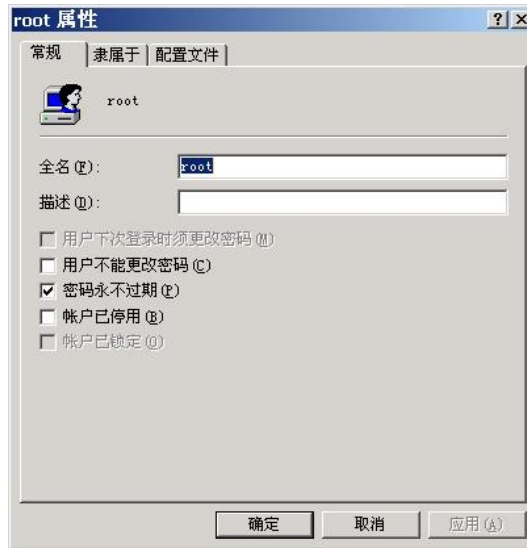 root 属性
常规 隶属于 配置文件
root
全名(F): root
描述(D):
用户下次登录时须更改密码(M)
用户不能更改密码(C)
密码永不过期(P)
帐户已停用(B)
帐户已锁定(O)
确定 取消 应用(A)